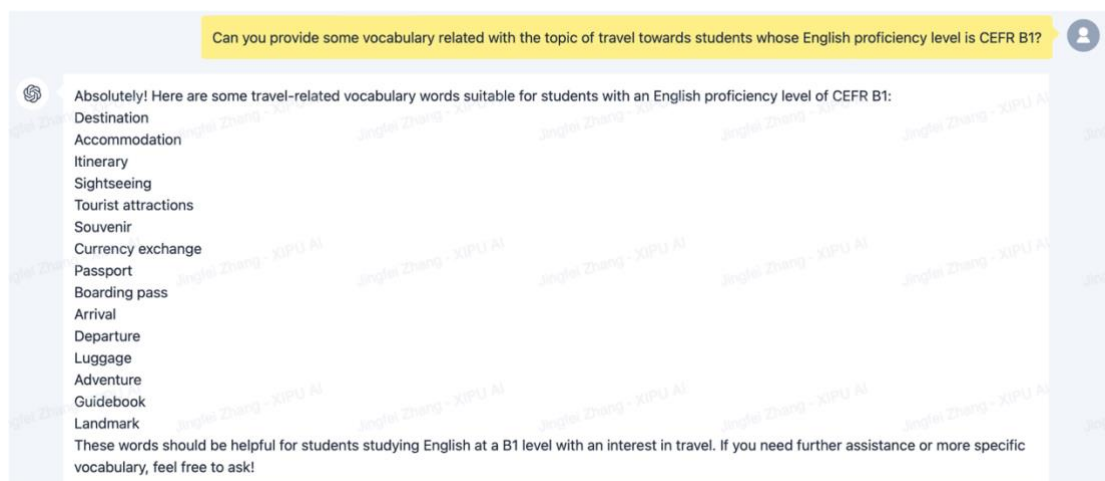 Can you provide some vocabulary related with the topic of travel towards students whose English proficiency level is CEFR B1?
Absolutely! Here are some travel-related vocabulary words suitable for students with an English proficiency level of CEFR B1:
Destination
Accommodation
Itinerary
Sightseeing
Tourist attractions
Souvenir
Currency exchange
Passport
Boarding pass
Arrival
Departure
Luggage
Adventure
Guidebook
Landmark
These words should be helpful for students studying English at a B1 level with an interest in travel. If you need further assistance or more specific
vocabulary, feel free to ask!
Jingfei Zhang - XIPU AI